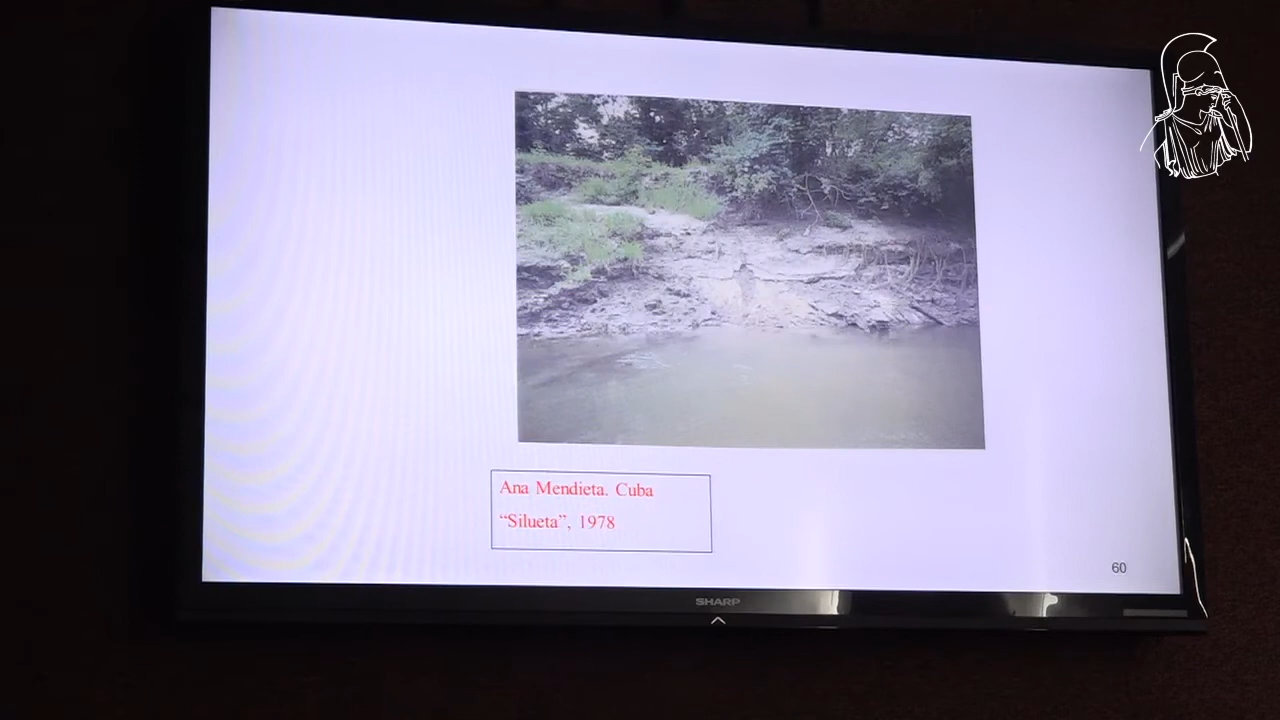 Ana Mendieta. Cuba
“Silueta”, 1978
60
SHARP